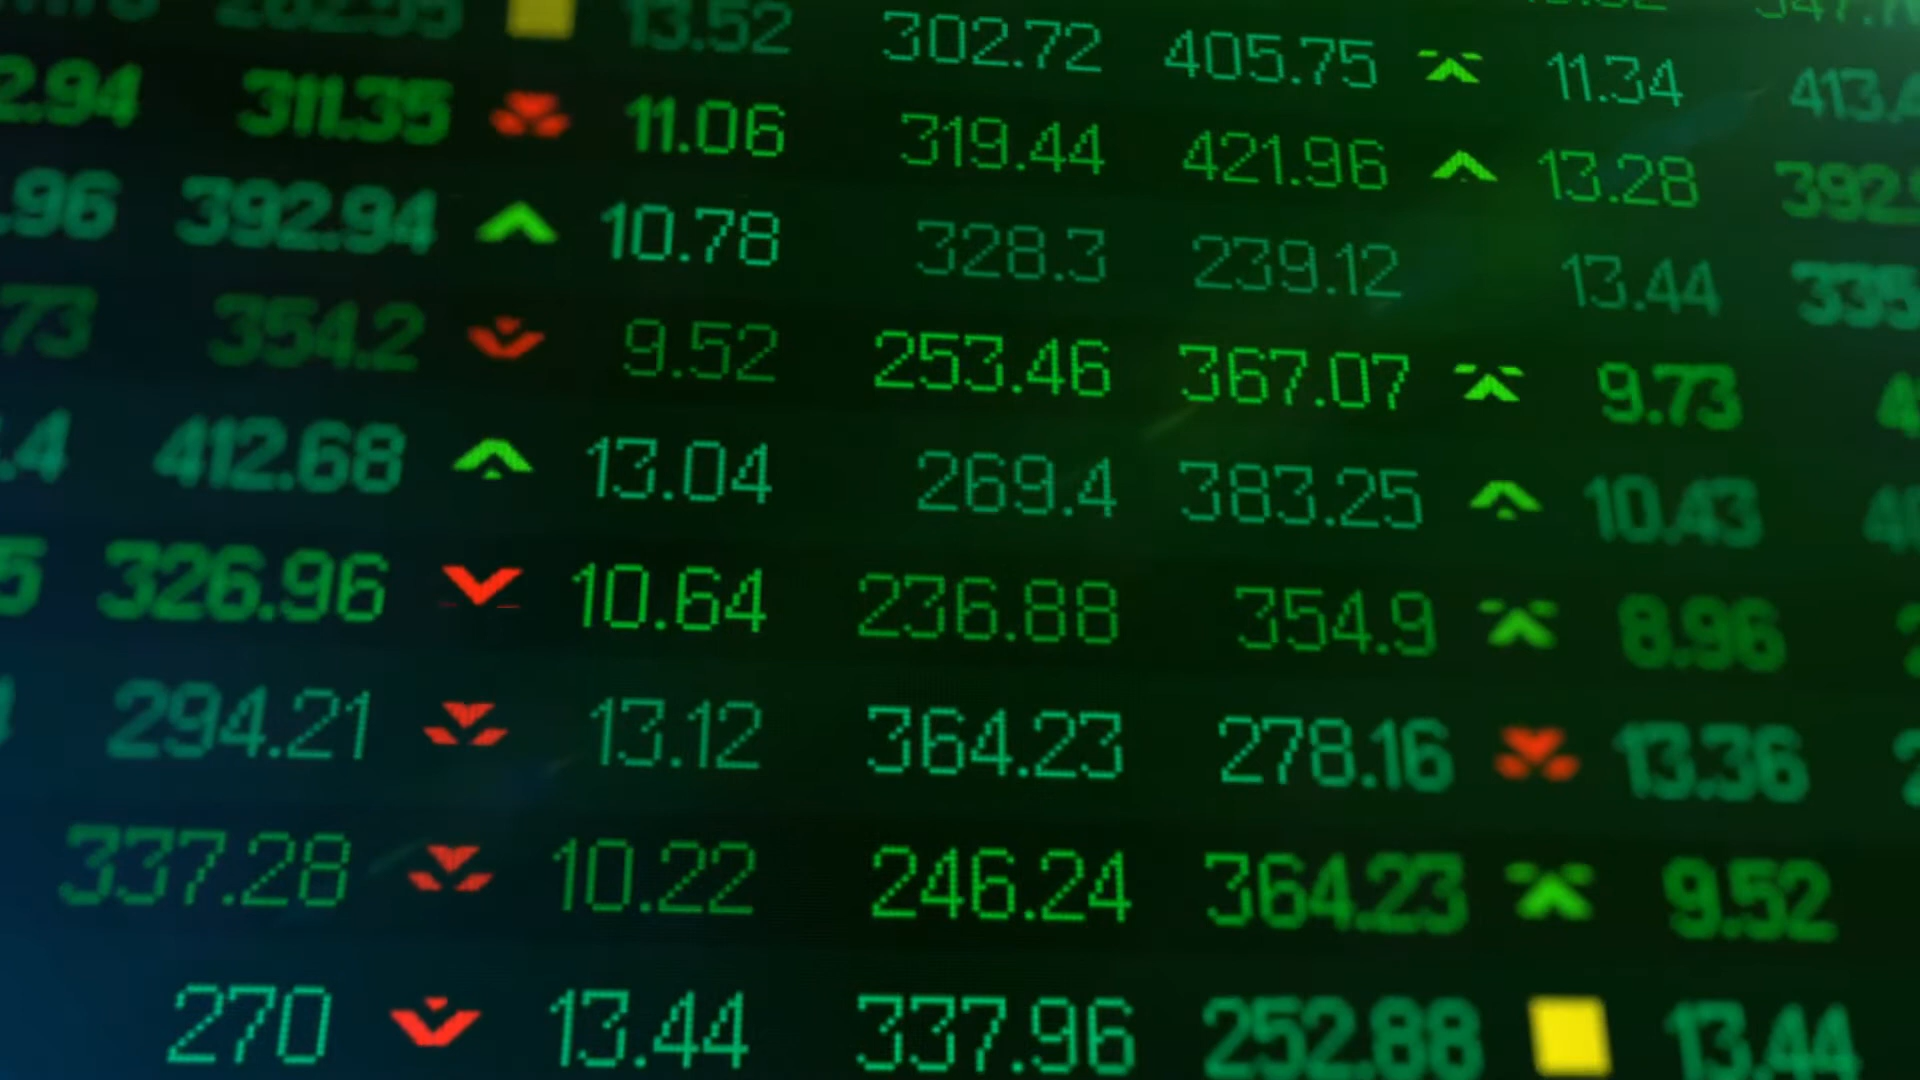 13.52 302.72 405.75 11.34
2.94 311.35 11.06 319.44 421.96 13.28
.96 392.94 10.78 328.3 239.12 13.44
73 354.2 9.52 253.46 367.07 9.73
.4 412.68 13.04 269.4 383.25 10.43
5 326.96 10.64 236.88 354.9 8.96
294.21 13.12 364.23 278.16 13.36
337.28 10.22 246.24 364.23 9.52
270 13.44 337.96 252.88 13.44